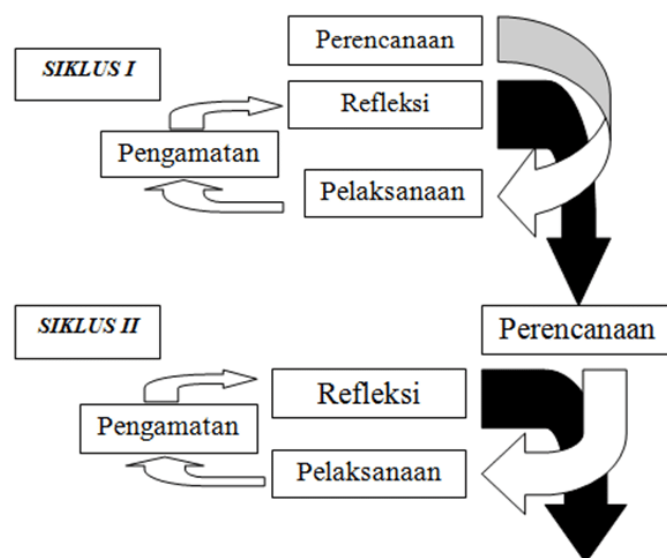 Perencanaan
SIKLUS I
Refleksi
Pengamatan
Pelaksanaan
SIKLUS II
Perencanaan
Refleksi
Pengamatan
Pelaksanaan